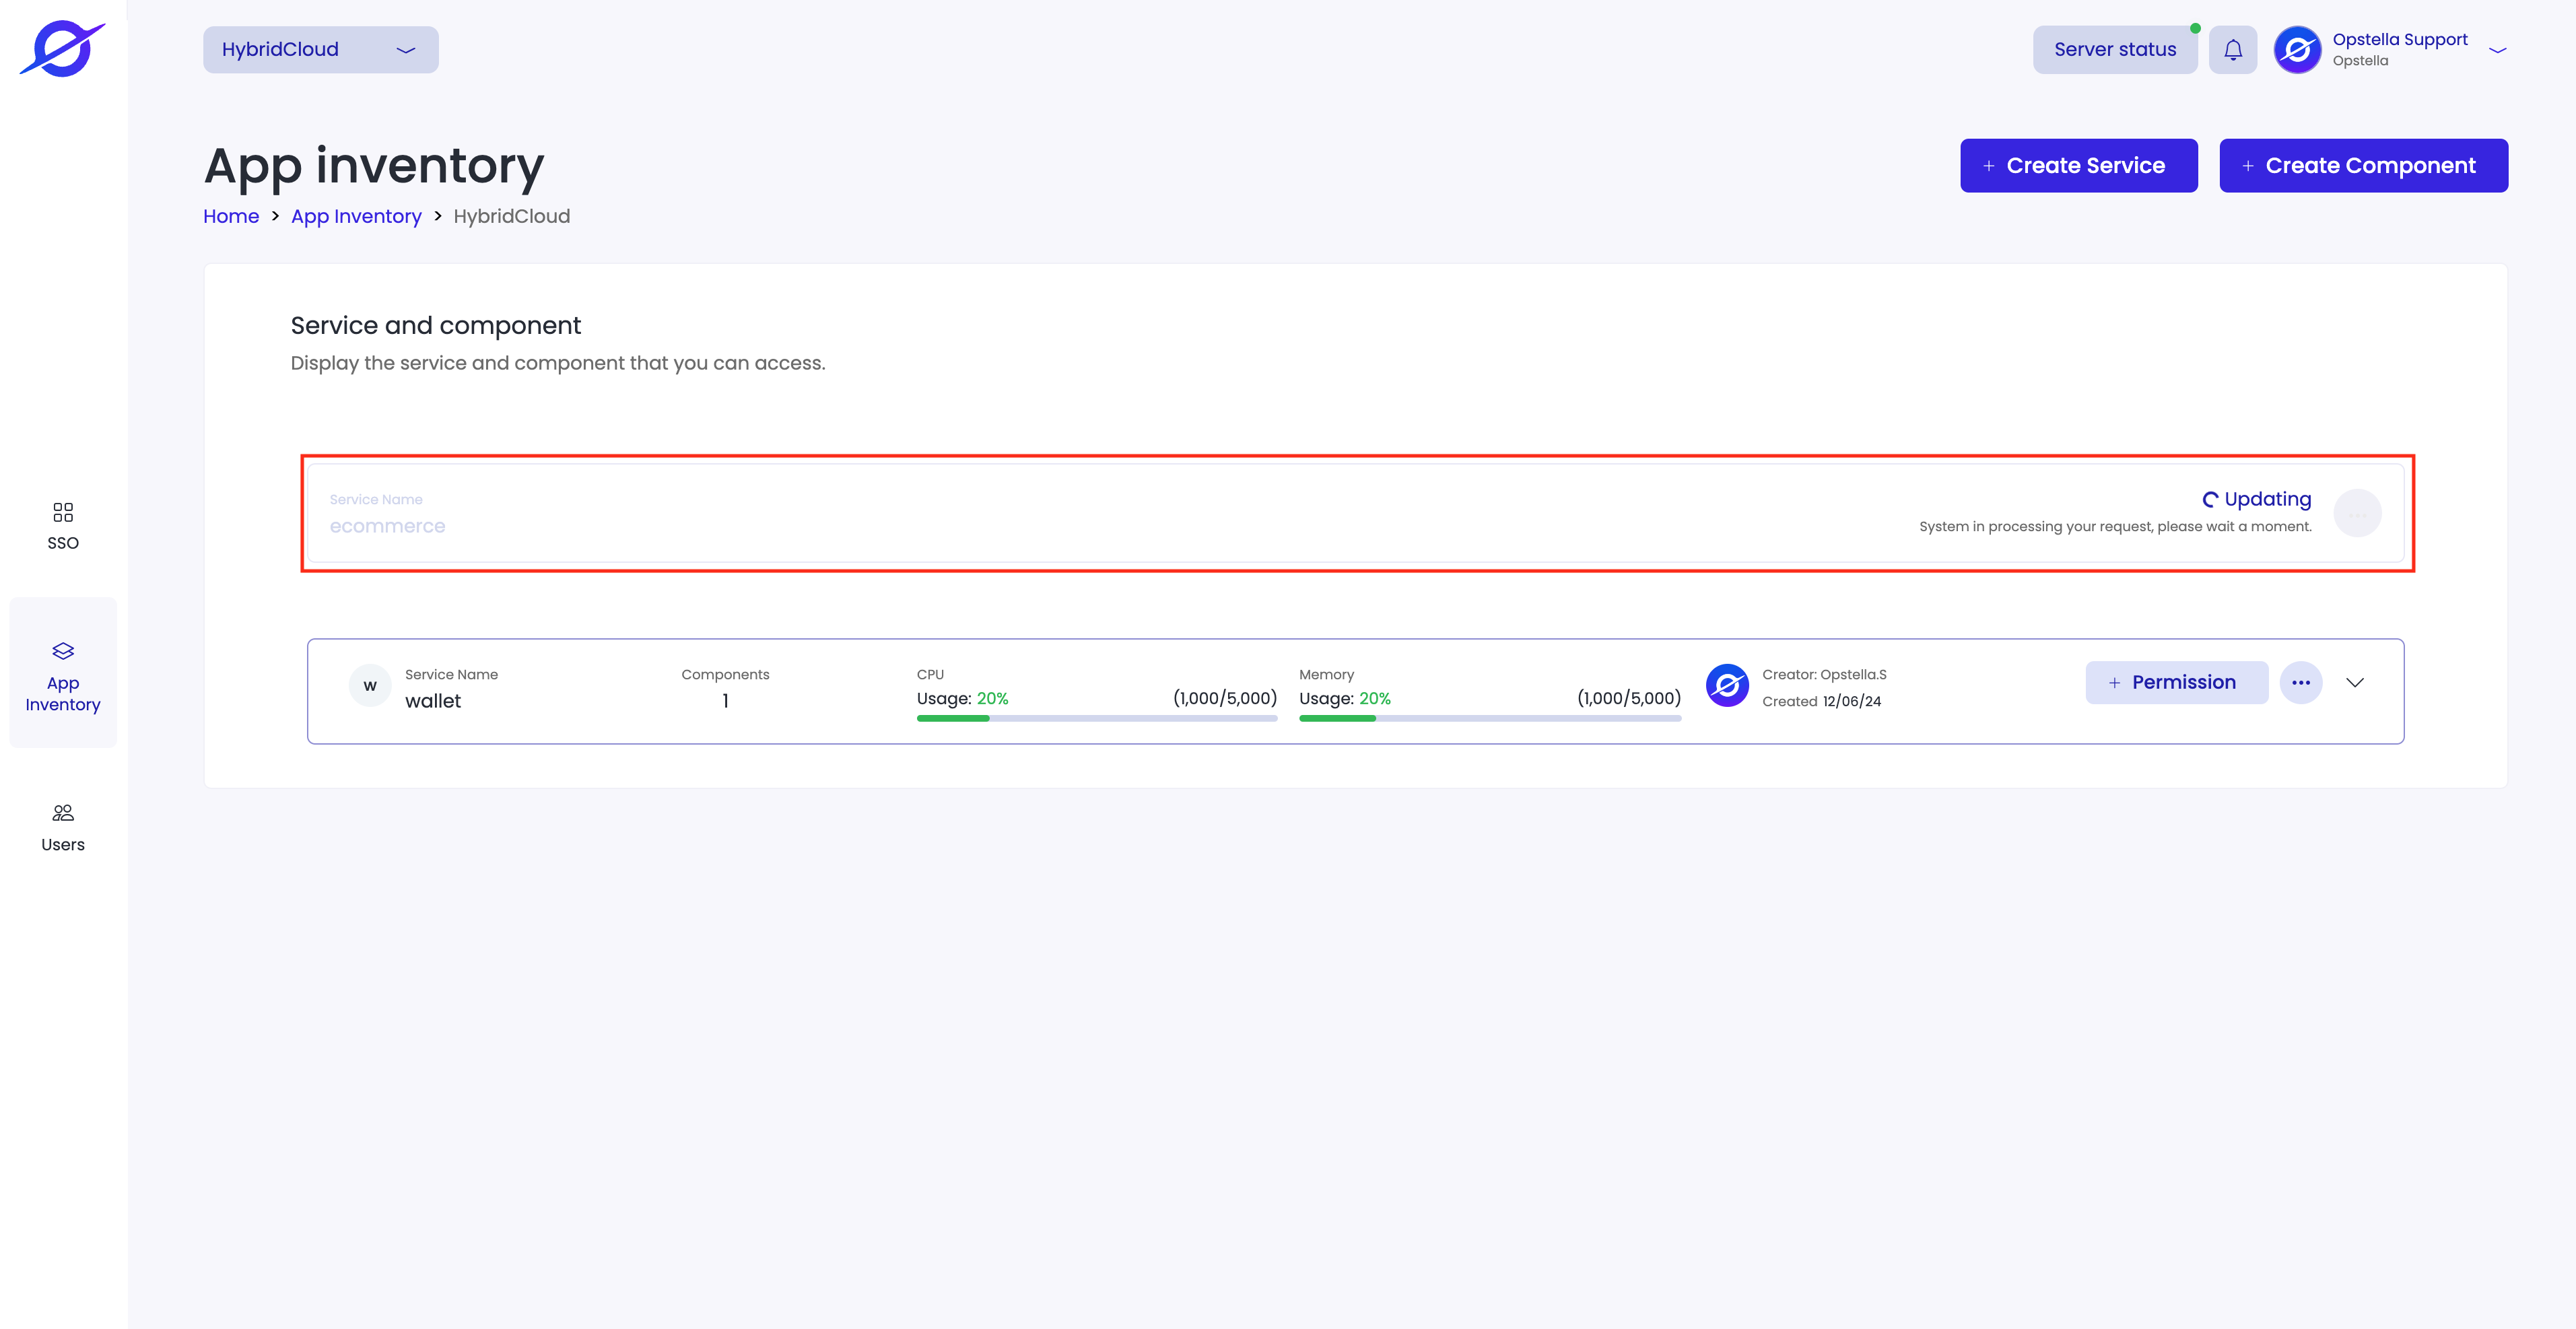 HybridCloud
Server status
Opstella Support
Opstella
App inventory
+ Create Service
+ Create Component
Home > App Inventory > HybridCloud
Service and component
Display the service and component that you can access.
Service Name
ecommerce
Updating
System in processing your request, please wait a moment.
SSO
App
Inventory
Users
w
Service Name
wallet
Components
1
CPU
Usage: 20% (1,000/5,000)
Memory
Usage: 20% (1,000/5,000)
Creator: Opstella.S
Created 12/06/24
+ Permission